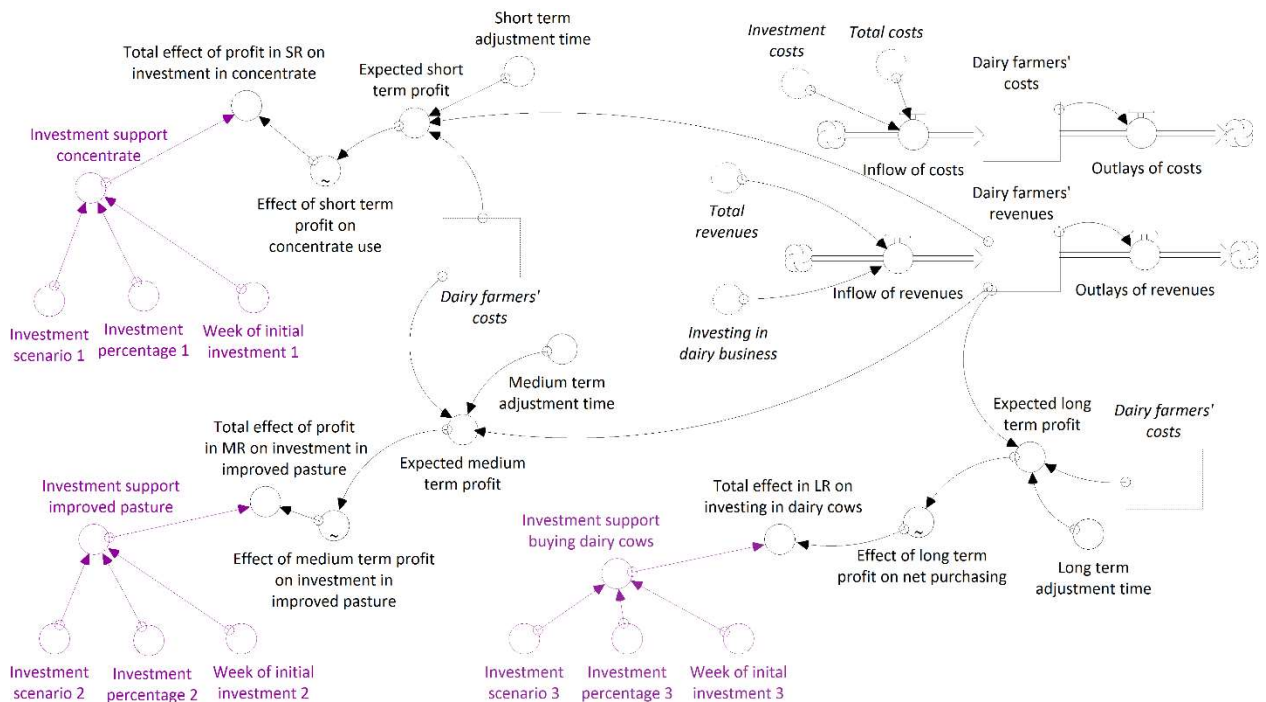 Short term
adjustment time
Total effect of profit in SR on
investment in concentrate
Expected short
term profit
Investment support
concentrate
~
Effect of short term
profit on
concentrate use
Investment
scenario 1
Investment
percentage 1
Week of initial
investment 1
Investment
costs
Total costs
Dairy farmers'
costs
Inflow of costs
Outlays of costs
Total
revenues
Dairy farmers'
revenues
Inflow of revenues
Outlays of revenues
Investing in
dairy business
Dairy farmers'
costs
Medium term
adjustment time
Total effect of profit
in MR on investment in
improved pasture
Expected medium
term profit
Investment support
improved pasture
~
Effect of medium term profit
on investment in
improved pasture
Investment
scenario 2
Investment
percentage 2
Week of initial
investment 2
Expected long
term profit
Dairy farmers'
costs
Total effect in LR on
investing in dairy cows
Investment support
buying dairy cows
~
Effect of long term
profit on net purchasing
Long term
adjustment time
Investment
scenario 3
Investment
percentage 3
Week of inital
investment 3